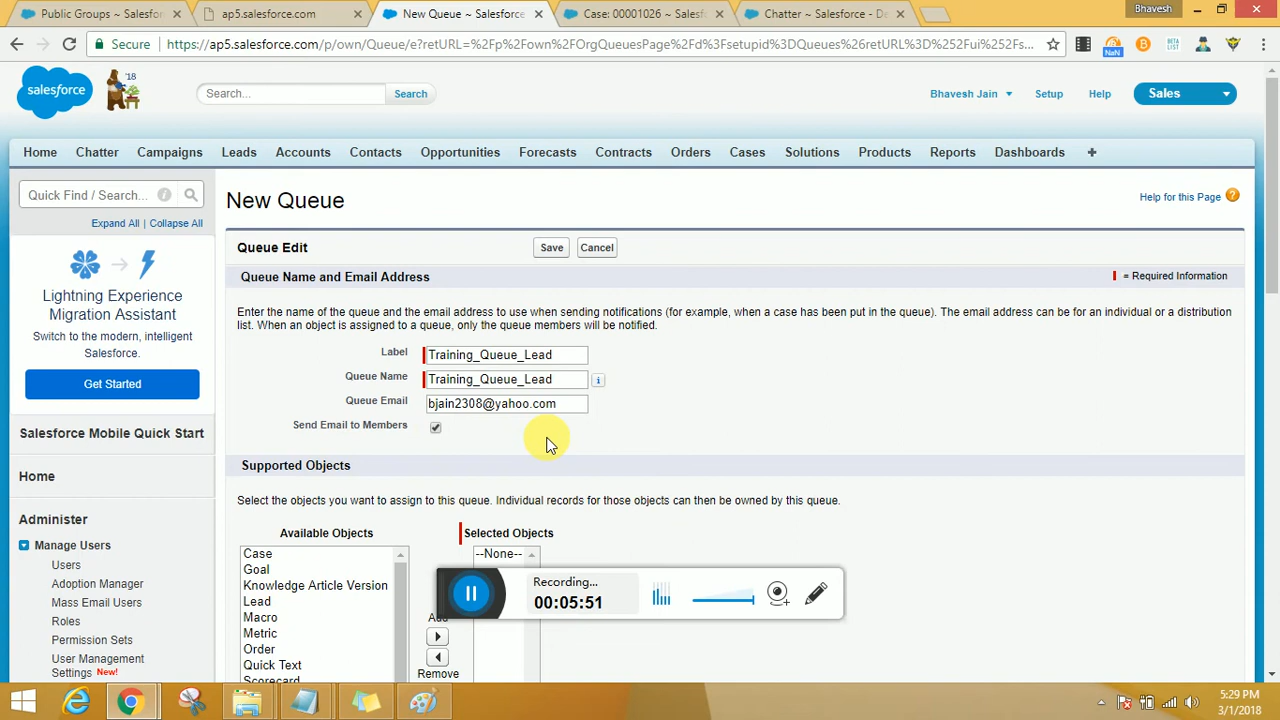 Public Groups ~ Salesfor
ap5.salesforce.com
New Queue ~ Salesforce
Case: 00001026 ~ Salesf
Chatter ~ Salesforce - De
Bhavesh
Secure
https://ap5.salesforce.com/p/own/Queue/e?retURL=%2Fp%2Fown%2FOrgQueuesPage%2Fd%3Fsetupid%3DQueues%26retURL%3D%252Fui%252Fs...
NaN
BETA
LIST
salesforce
'18
Search...
Search
Bhavesh Jain
Setup
Help
Sales
Home
Chatter
Campaigns
Leads
Accounts
Contacts
Opportunities
Forecasts
Contracts
Orders
Cases
Solutions
Products
Reports
Dashboards
+
Quick Find / Search...
Expand All | Collapse All
Lightning Experience
Migration Assistant
Switch to the modern, intelligent
Salesforce.
Get Started
Salesforce Mobile Quick Start
Home
Administer
Manage Users
Users
Adoption Manager
Mass Email Users
Roles
Permission Sets
User Management
Settings New!
New Queue
Help for this Page
Queue Edit
Save
Cancel
Queue Name and Email Address
= Required Information
Enter the name of the queue and the email address to use when sending notifications (for example, when a case has been put in the queue). The email address can be for an individual or a distribution
list. When an object is assigned to a queue, only the queue members will be notified.
Label
Training_Queue_Lead
Queue Name
Training_Queue_Lead
Queue Email
bjain2308@yahoo.com
Send Email to Members
Supported Objects
Select the objects you want to assign to this queue. Individual records for those objects can then be owned by this queue.
Available Objects
Selected Objects
Case
Goal
Knowledge Article Version
Lead
Macro
Metric
Order
Quick Text
Scorecard
--None--
Add
Remove
Recording...
00:05:51
5:29 PM
3/1/2018